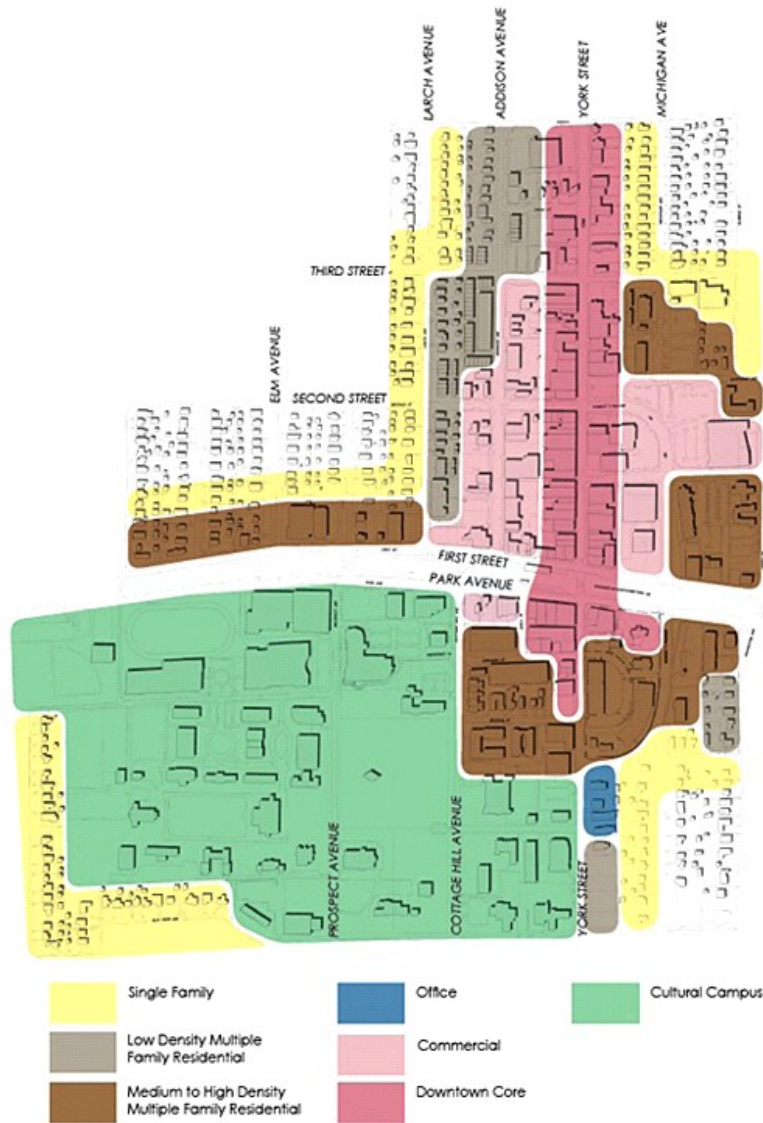 LARCH AVENUE
ADDISON AVENUE
YORK STREET
MICHIGAN AVE
THIRD STREET
ELM AVENUE
SECOND STREET
FIRST STREET
PARK AVENUE
PROSPECT AVENUE
COTTAGE HILL AVENUE
YORK STREET
Single Family
Office
Cultural Campus
Low Density Multiple
Family Residential
Commercial
Medium to High Density
Multiple Family Residential
Downtown Core